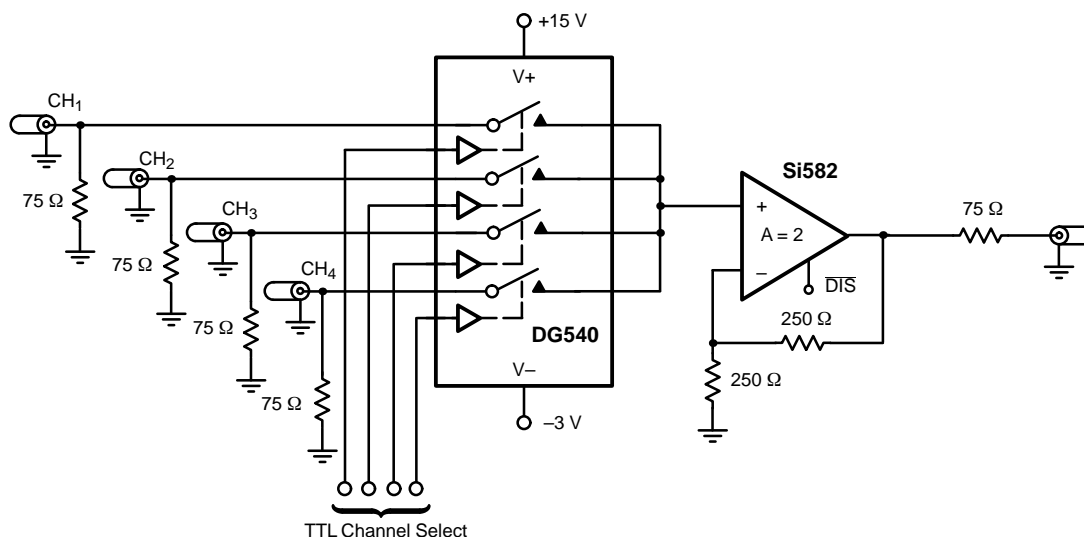 +15 V
V+
CH1
CH2
CH3
CH4
75 Ω
75 Ω
75 Ω
75 Ω
DG540
V–
–3 V
TTL Channel Select
Si582
+
A = 2
–
DIS
250 Ω
250 Ω
75 Ω